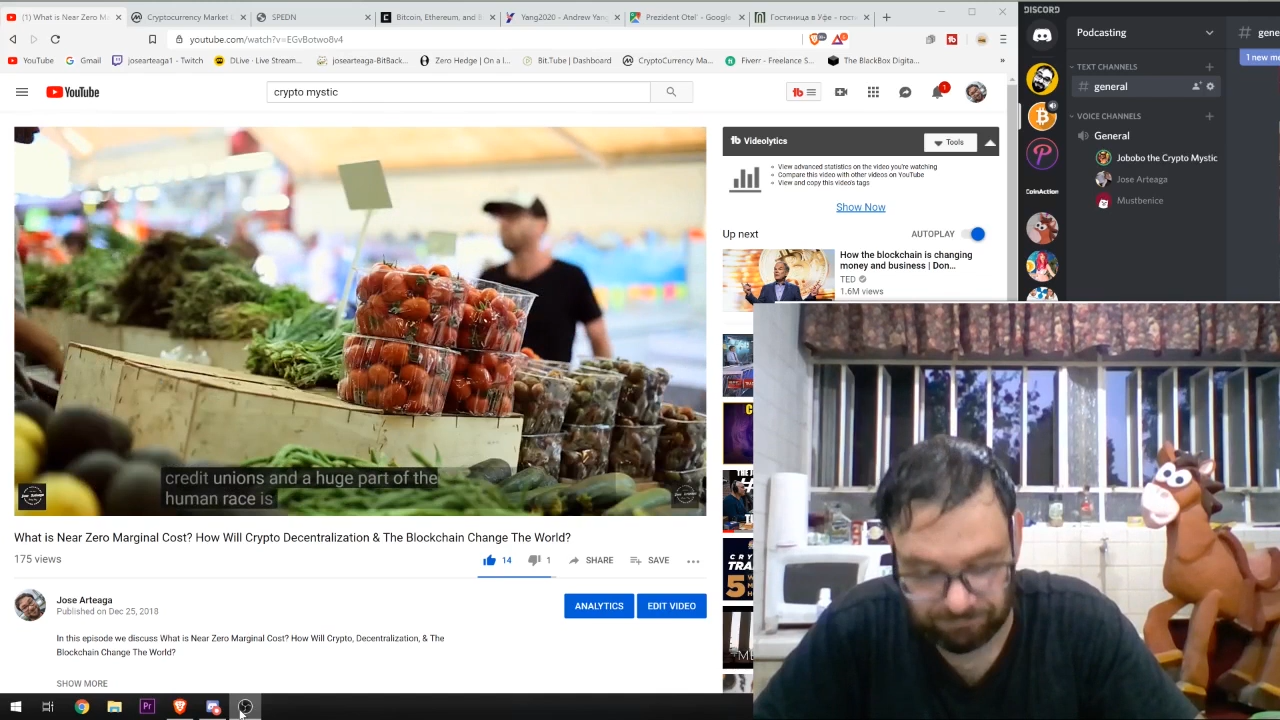 (1) What is Near Zero M
Cryptocurrency Market
SPEDN
Bitcoin, Ethereum, and
Yang2020 - Andrew Yang
Prezident Otel' - Google
Гостиница в Уфе - гост
youtube.com/watch?v=EGvBotwo8v4
YouTube
Gmail
josearteaga1 - Twitch
DLive · Live Stream...
josearteaga-BitBack...
Zero Hedge | On a l...
Bit.Tube | Dashboard
CryptoCurrency Ma...
Fiverr - Freelance S...
The BlackBox Digita...
YouTube
crypto mystic
1
credit unions and a huge part of the
human race is
What is Near Zero Marginal Cost? How Will Crypto Decentralization & The Blockchain Change The World?
175 views
14
1
SHARE
SAVE
Jose Arteaga
Published on Dec 25, 2018
ANALYTICS
EDIT VIDEO
In this episode we discuss What is Near Zero Marginal Cost? How Will Crypto, Decentralization, & The
Blockchain Change The World?
SHOW MORE
Videolytics
Tools
View advanced statistics on the video you're watching
Compare this video with other videos on YouTube
View and copy this video's tags
Show Now
Up next
AUTOPLAY
How the blockchain is changing
money and business | Don...
TED
1.6M views
DISCORD
Podcasting
# gene
1 new me
TEXT CHANNELS
# general
VOICE CHANNELS
General
Jobobo the Crypto Mystic
Jose Arteaga
Mustbenice
CoinAction